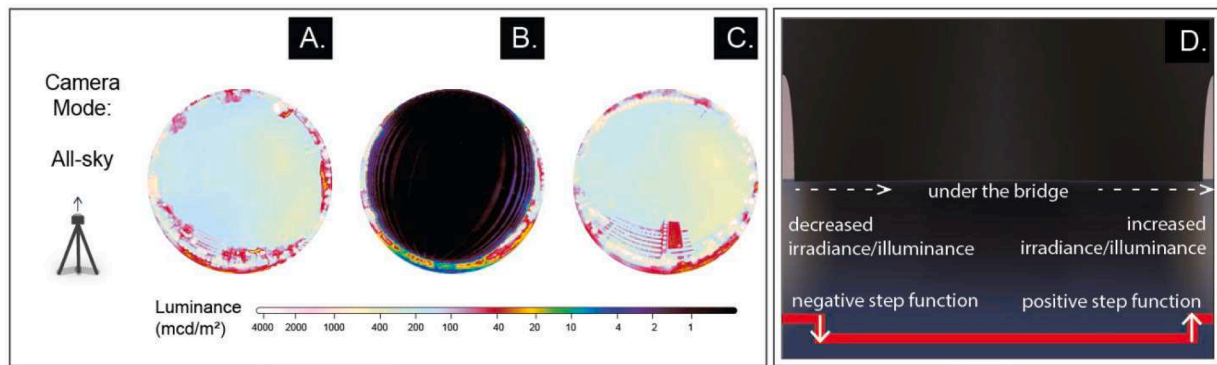 A.
B.
C.
D.
Camera
Mode:
All-sky
Luminance
(mcd/m²)
4000 2000 1000 400 200 100 40 20 10 4 2 1
under the bridge
decreased increased
irradiance/illuminance irradiance/illuminance
negative step function positive step function